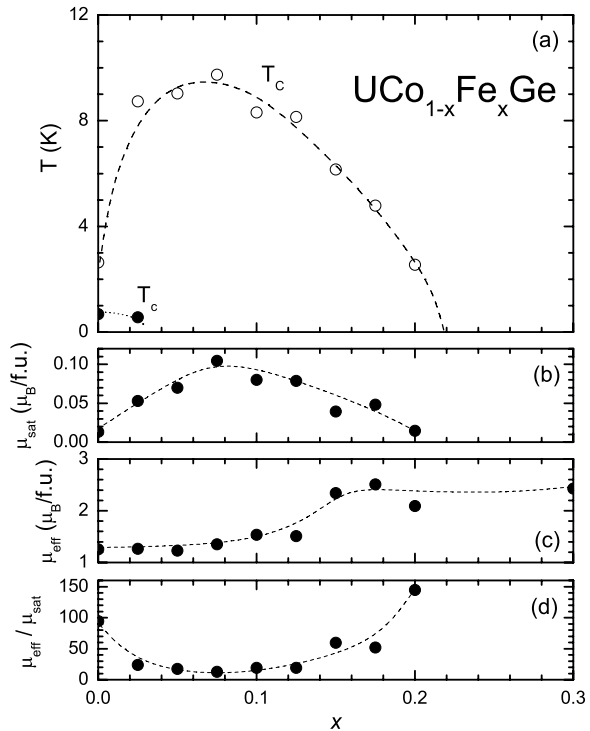 12
(a)
T_C
UCo_{1-x}Fe_xGe
8
T (K)
4
T_c
0
0.10
(b)
μ_sat (μ_B/f.u.)
0.05
0.00
3
μ_eff (μ_B/f.u.)
2
(c)
1
150
(d)
μ_eff / μ_sat
100
50
0
0.0 0.1 0.2 0.3
x